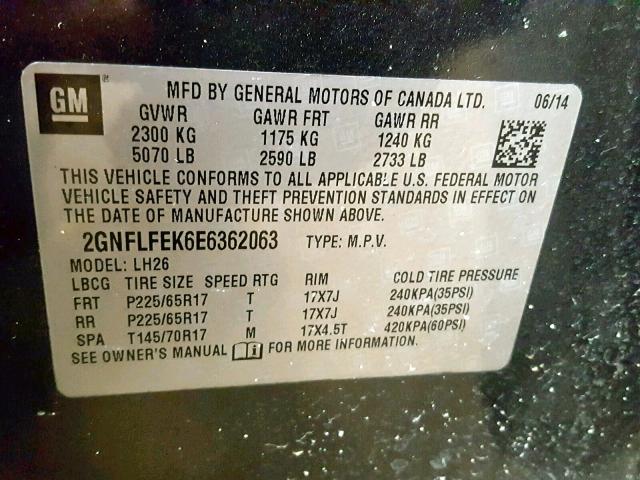 GM ®
MFD BY GENERAL MOTORS OF CANADA LTD. 06/14
GVWR GAWR FRT GAWR RR
2300 KG 1175 KG 1240 KG
5070 LB 2590 LB 2733 LB
THIS VEHICLE CONFORMS TO ALL APPLICABLE U.S. FEDERAL MOTOR
VEHICLE SAFETY AND THEFT PREVENTION STANDARDS IN EFFECT ON
THE DATE OF MANUFACTURE SHOWN ABOVE.
2GNFLFEK6E6362063 TYPE: M.P.V.
MODEL: LH26
LBCG TIRE SIZE SPEED RTG RIM COLD TIRE PRESSURE
FRT P225/65R17 T 17X7J 240KPA(35PSI)
RR P225/65R17 T 17X7J 240KPA(35PSI)
SPA T145/70R17 M 17X4.5T 420KPA(60PSI)
SEE OWNER'S MANUAL FOR MORE INFORMATION.